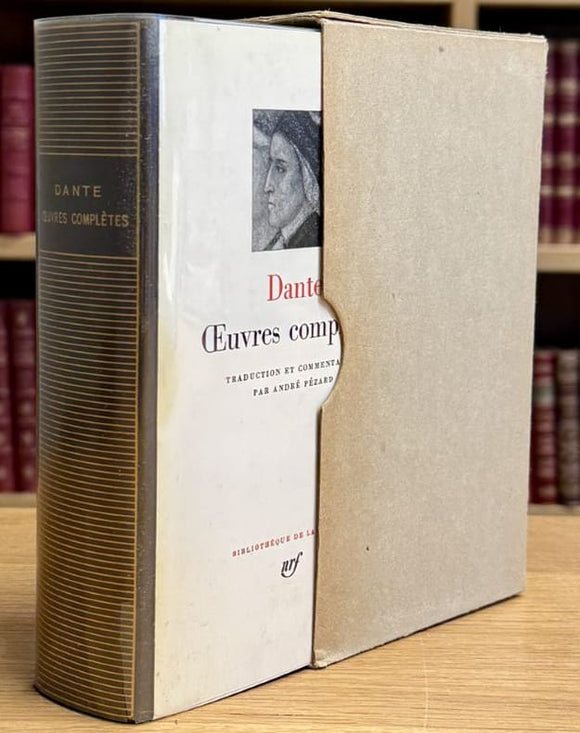 DANTE
ŒUVRES COMPLÈTES
Dante
Œuvres comp
TRADUCTION ET COMMENTA
PAR ANDRÉ PÉZARD
BIBLIOTHÈQUE DE LA
nrf